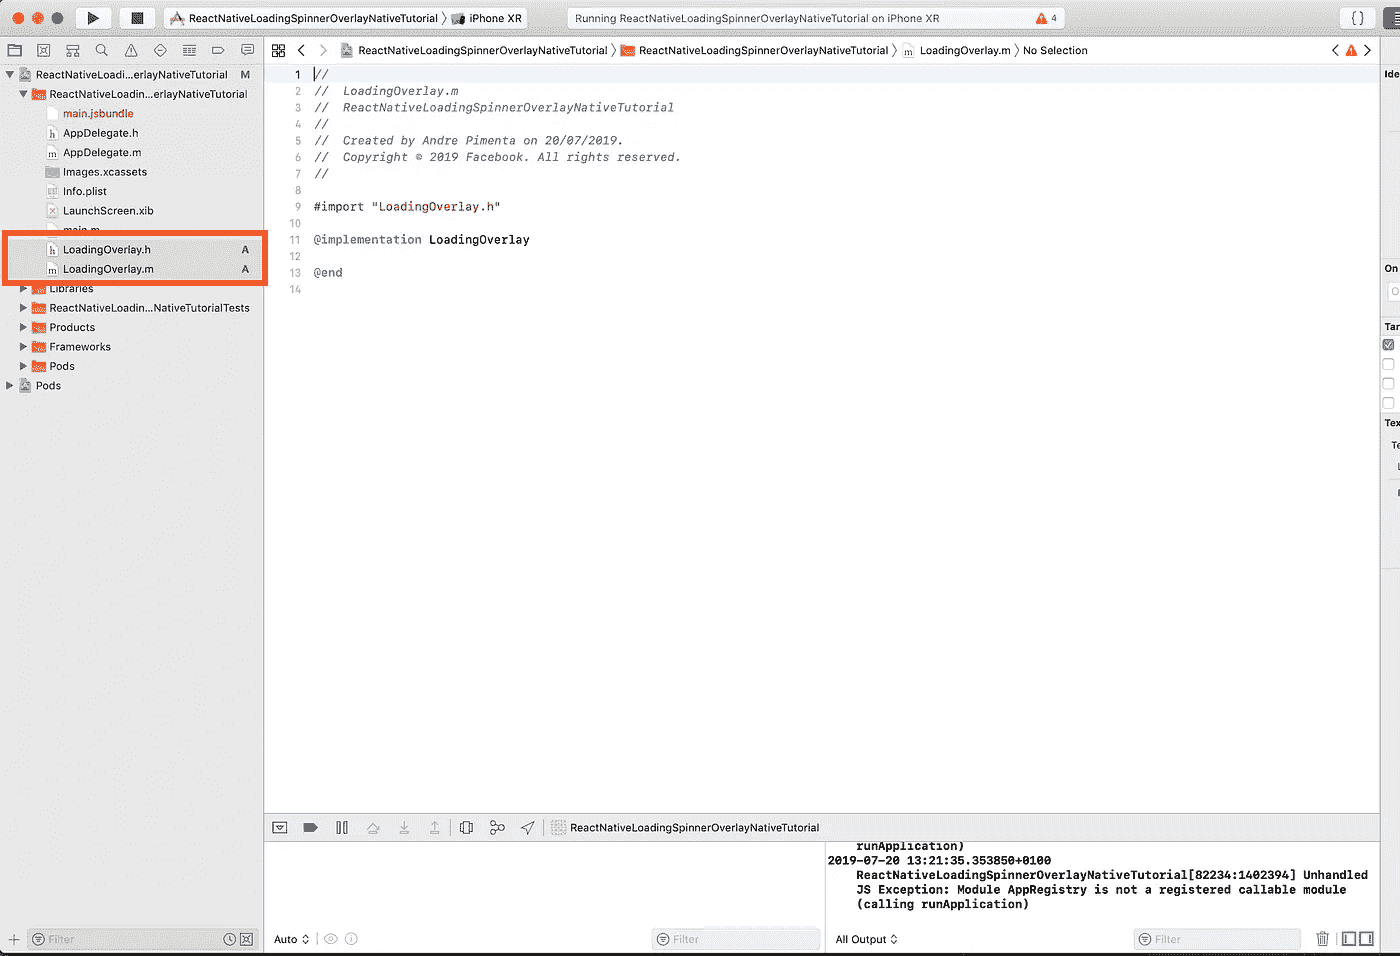 ReactNativeLoadingSpinnerOverlayNativeTutorial
iPhone XR
Running ReactNativeLoadingSpinnerOverlayNativeTutorial on iPhone XR
4
{}
ReactNativeLoadingSpinnerOverlayNativeTutorial
ReactNativeLoadingSpinnerOverlayNativeTutorial
m LoadingOverlay.m
No Selection
ReactNativeLoadi...erlayNativeTutorial M
ReactNativeLoadin...erlayNativeTutorial
main.jsbundle
h AppDelegate.h
m AppDelegate.m
Images.xcassets
Info.plist
LaunchScreen.xib
main.m
h LoadingOverlay.h A
m LoadingOverlay.m A
Libraries
ReactNativeLoadin...NativeTutorialTests
Products
Frameworks
Pods
Pods
1 //
2 //  LoadingOverlay.m
3 //  ReactNativeLoadingSpinnerOverlayNativeTutorial
4 //
5 //  Created by Andre Pimenta on 20/07/2019.
6 //  Copyright © 2019 Facebook. All rights reserved.
7 //
8
9 #import "LoadingOverlay.h"
10
11 @implementation LoadingOverlay
12
13 @end
14
Ide
On
Tar
Tex
ReactNativeLoadingSpinnerOverlayNativeTutorial
runApplication)
2019-07-20 13:21:35.353850+0100
ReactNativeLoadingSpinnerOverlayNativeTutorial[82234:1402394] Unhandled
JS Exception: Module AppRegistry is not a registered callable module
(calling runApplication)
Filter
Auto
Filter
All Output
Filter